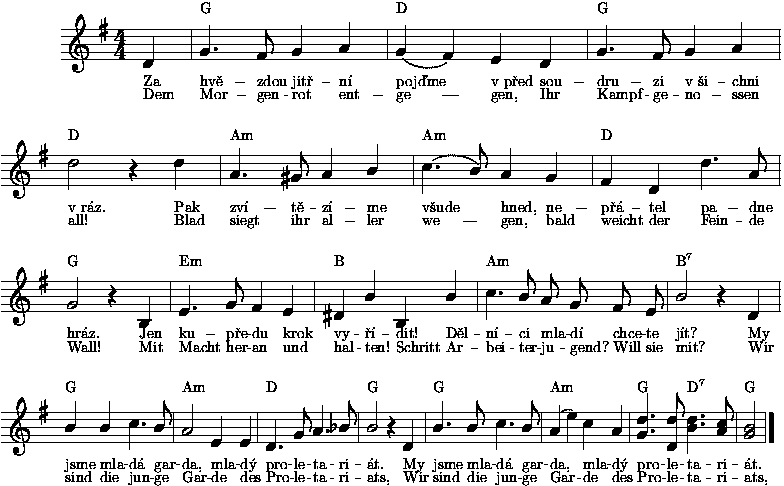 G D G
Za hvě – zdou jitř – ní pojďme v před sou – dru – zi v ši – chni
Dem Mor – gen – rot ent – ge — gen, Ihr Kampf – ge – no – ssen
D Am Am D
v ráz. Pak zví – tě – zí – me všude hned, ne – přá – tel pa – dne
all! Blad siegt ihr al – ler we – gen, bald weicht der Fein – de
G Em B Am B7
hráz. Jen ku – pře – du krok vy – ří – dit! Děl – ní – ci mla – dí chce – te jít? My
Wall! Mit Macht her – an und hal – ten! Schritt Ar – bei – ter – ju – gend? Will sie mit? Wir
G Am D G G Am G D7 G
jsme mla – dá gar – da, mla – dý pro – le – ta – ri – át. My jsme mla – dá gar – da, mla – dý pro – le – ta – ri – át.
sind die jun – ge Gar – de des Pro – le – ta – ri – ats, Wir sind die jun – ge Gar – de des Pro – le – ta – ri – ats,